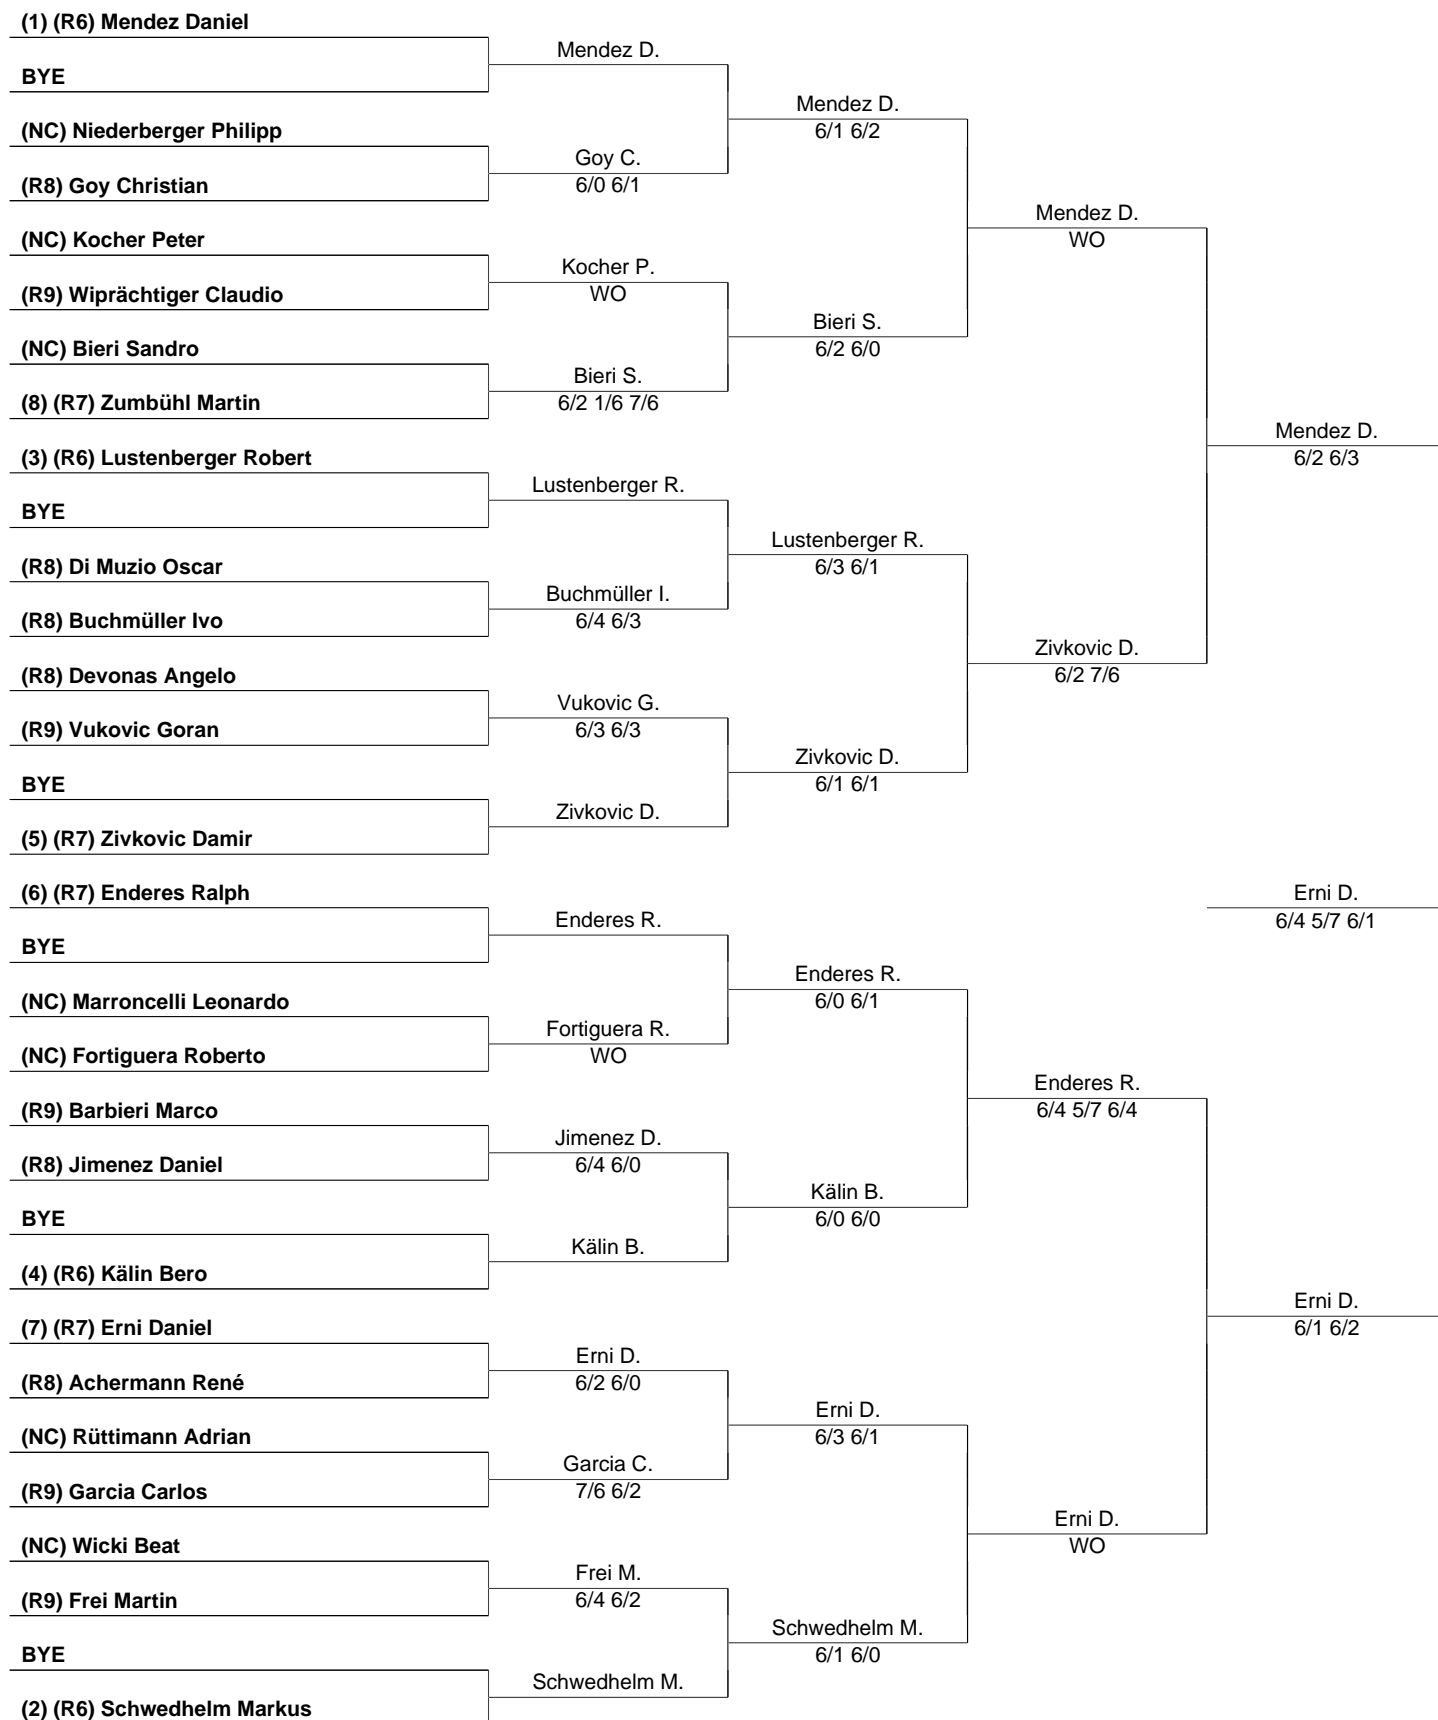 (1) (R6) Mendez Daniel
Mendez D.
BYE
Mendez D.
6/1 6/2
(NC) Niederberger Philipp
Goy C.
6/0 6/1
(R8) Goy Christian
Mendez D.
WO
(NC) Kocher Peter
Kocher P.
WO
(R9) Wiprächtiger Claudio
Bieri S.
6/2 6/0
(NC) Bieri Sandro
Bieri S.
6/2 1/6 7/6
(8) (R7) Zumbühl Martin
Mendez D.
6/2 6/3
(3) (R6) Lustenberger Robert
Lustenberger R.
BYE
Lustenberger R.
6/3 6/1
(R8) Di Muzio Oscar
Buchmüller I.
6/4 6/3
(R8) Buchmüller Ivo
Zivkovic D.
6/2 7/6
(R8) Devonas Angelo
Vukovic G.
6/3 6/3
(R9) Vukovic Goran
Zivkovic D.
6/1 6/1
BYE
Zivkovic D.
(5) (R7) Zivkovic Damir
(6) (R7) Enderes Ralph
Erni D.
6/4 5/7 6/1
Enderes R.
BYE
Enderes R.
6/0 6/1
(NC) Marroncelli Leonardo
Fortiguera R.
WO
(NC) Fortiguera Roberto
Enderes R.
6/4 5/7 6/4
(R9) Barbieri Marco
Jimenez D.
6/4 6/0
(R8) Jimenez Daniel
Kälin B.
6/0 6/0
BYE
Kälin B.
(4) (R6) Kälin Bero
Erni D.
6/1 6/2
(7) (R7) Erni Daniel
Erni D.
6/2 6/0
(R8) Achermann René
Erni D.
6/3 6/1
(NC) Rüttimann Adrian
Garcia C.
7/6 6/2
(R9) Garcia Carlos
Erni D.
WO
(NC) Wicki Beat
Frei M.
6/4 6/2
(R9) Frei Martin
Schwedhelm M.
6/1 6/0
BYE
Schwedhelm M.
(2) (R6) Schwedhelm Markus